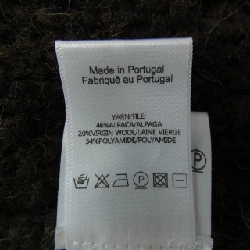 Made in Portugal
Fabriqué au Portugal
YARN/FILE:
46%ALPACA/ALPAGA
20%VIRGIN WOOL/LAINE VIERGE
34%POLYAMIDE/POLYAMIDE
P
P